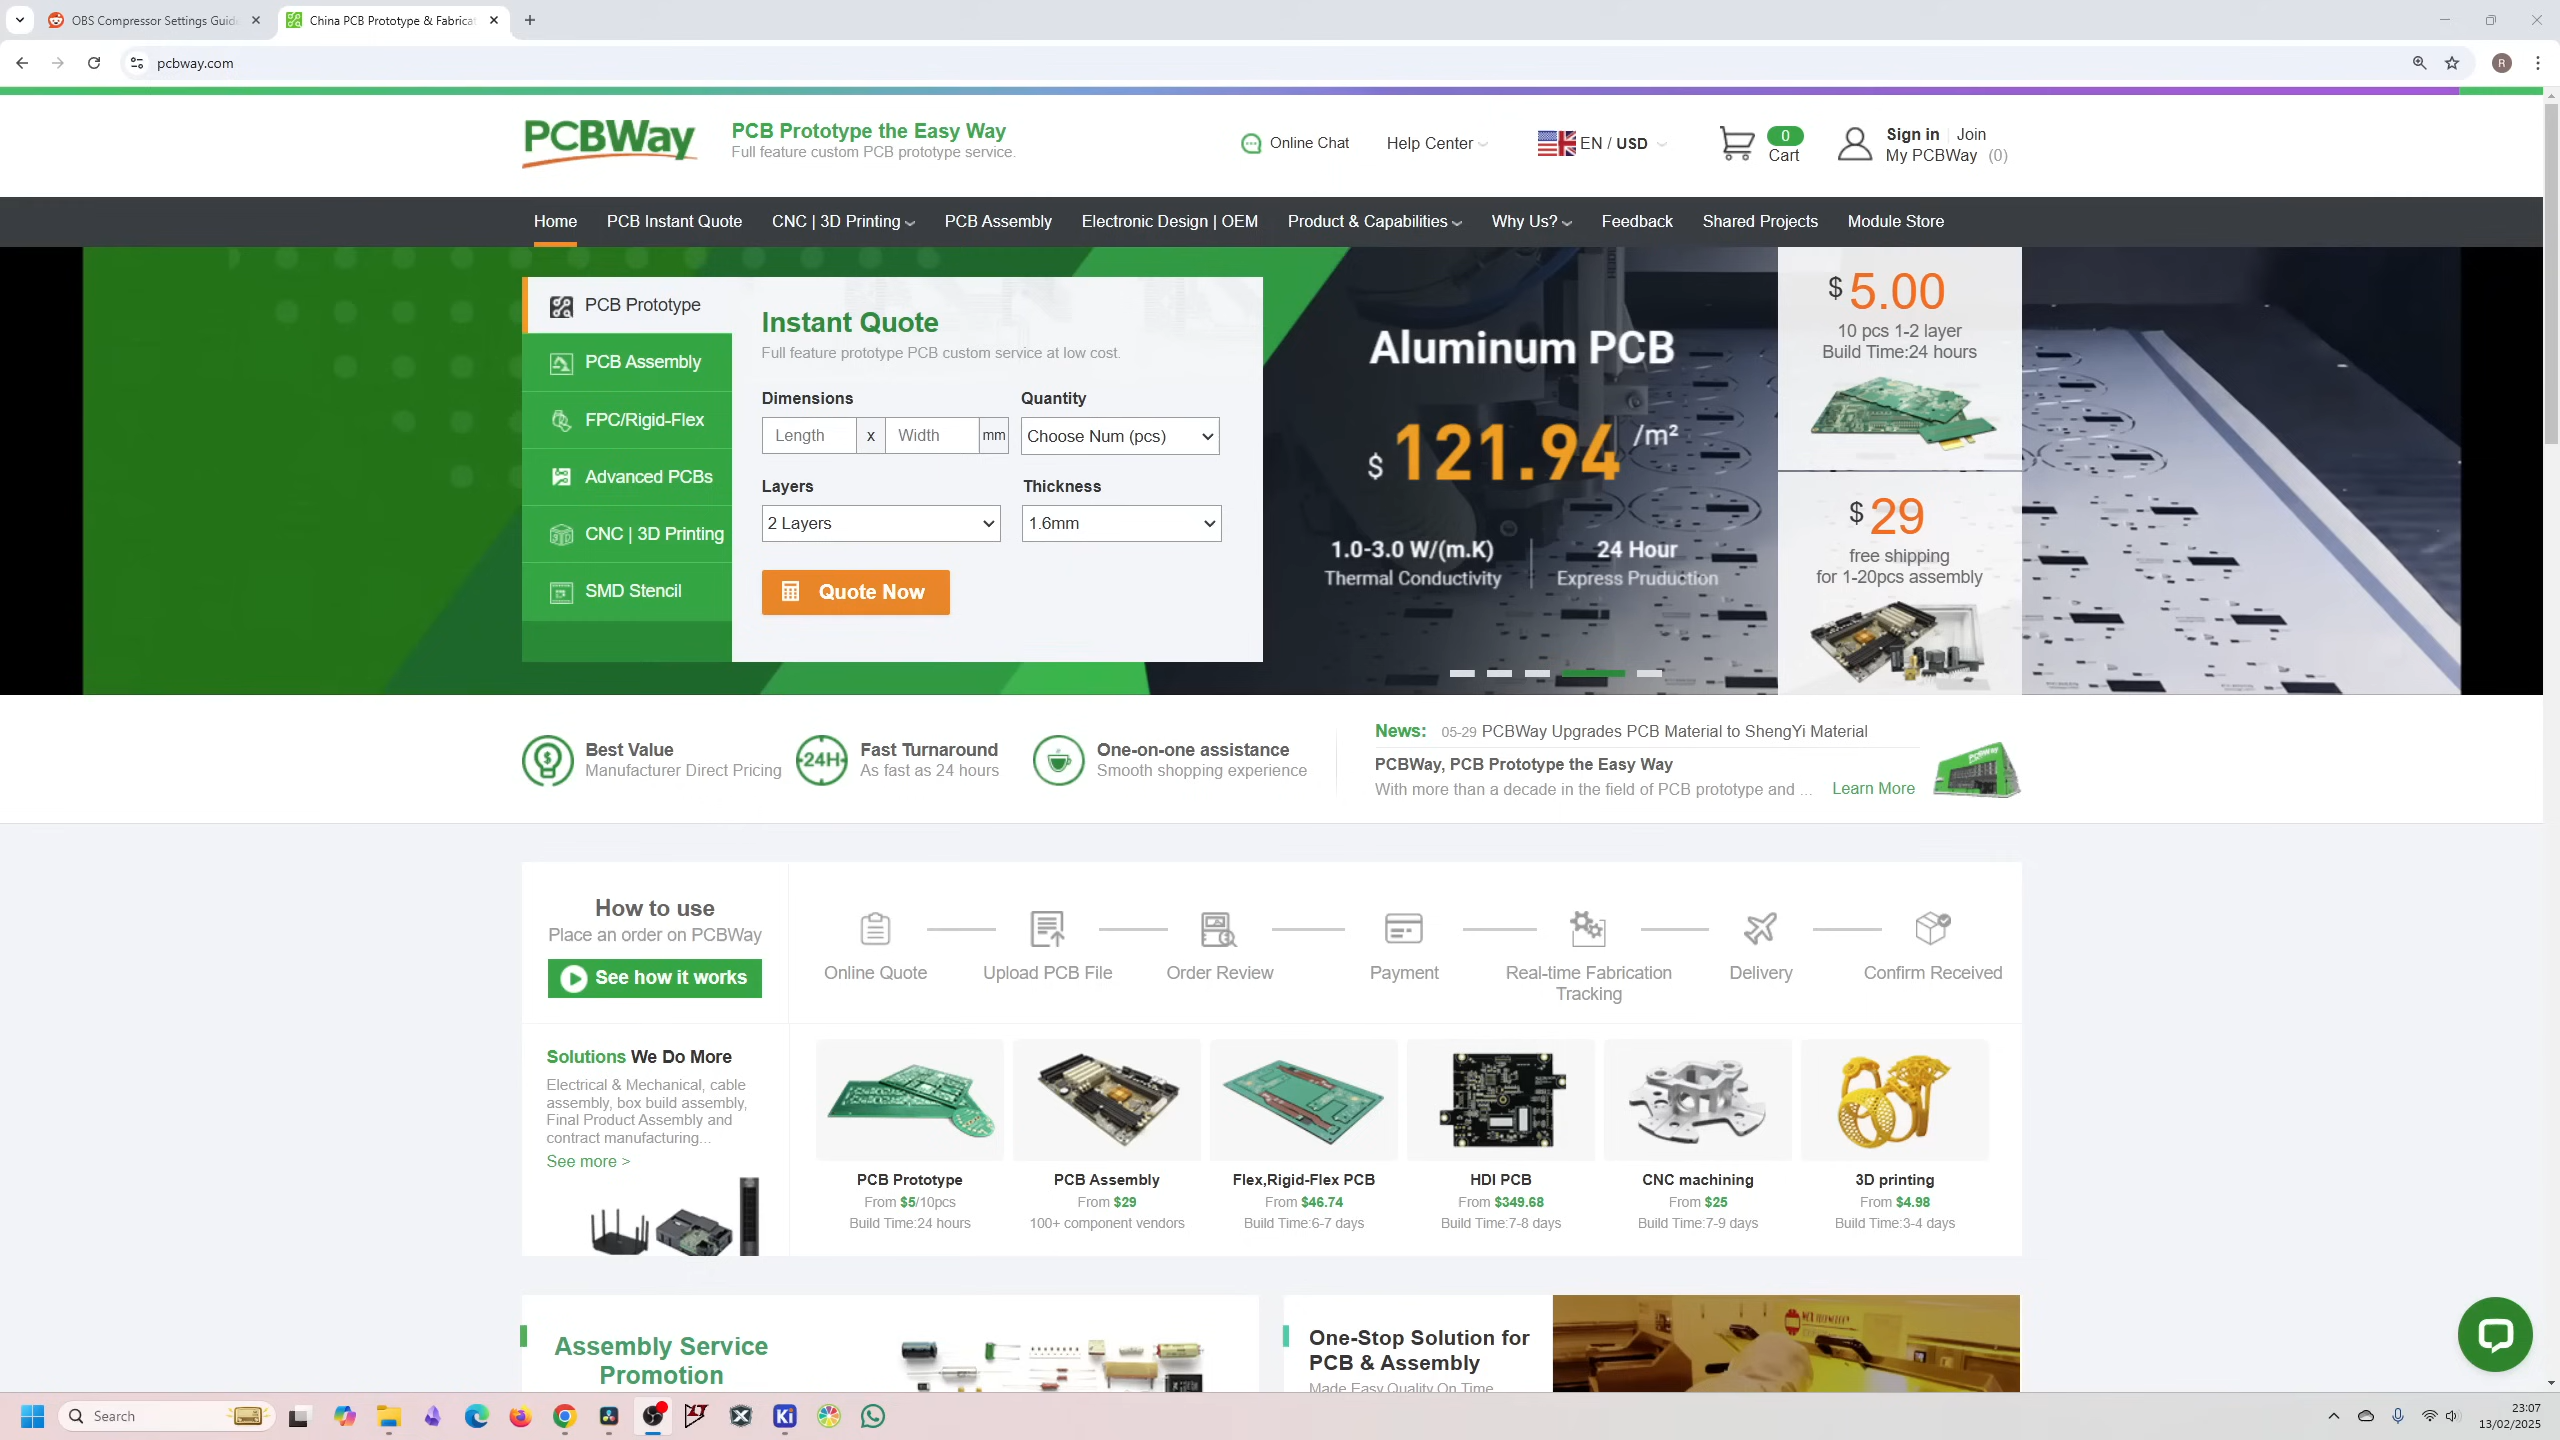 OBS Compressor Settings Guid
China PCB Prototype & Fabricat
pcbway.com
R
PCBWay
PCB Prototype the Easy Way
Full feature custom PCB prototype service.
Online Chat
Help Center
EN / USD
0
Cart
Sign in | Join
My PCBWay (0)
Home
PCB Instant Quote
CNC | 3D Printing
PCB Assembly
Electronic Design | OEM
Product & Capabilities
Why Us?
Feedback
Shared Projects
Module Store
PCB Prototype
PCB Assembly
FPC/Rigid-Flex
Advanced PCBs
CNC | 3D Printing
SMD Stencil
Instant Quote
Full feature prototype PCB custom service at low cost.
Dimensions
Quantity
Length x Width mm
Choose Num (pcs)
Layers
Thickness
2 Layers
1.6mm
Quote Now
Aluminum PCB
$ 121.94 /m²
1.0-3.0 W/(m.K)
Thermal Conductivity
24 Hour
Express Pruduction
$ 5.00
10 pcs 1-2 layer
Build Time:24 hours
$ 29
free shipping
for 1-20pcs assembly
Best Value
Manufacturer Direct Pricing
24H
Fast Turnaround
As fast as 24 hours
One-on-one assistance
Smooth shopping experience
News: 05-29 PCBWay Upgrades PCB Material to ShengYi Material
PCBWay, PCB Prototype the Easy Way
With more than a decade in the field of PCB prototype and ... Learn More
PCBWay
How to use
Place an order on PCBWay
See how it works
Online Quote
Upload PCB File
Order Review
Payment
Real-time Fabrication
Tracking
Delivery
Confirm Received
Solutions We Do More
Electrical & Mechanical, cable
assembly, box build assembly,
Final Product Assembly and
contract manufacturing...
See more >
PCB Prototype
From $5/10pcs
Build Time:24 hours
PCB Assembly
From $29
100+ component vendors
Flex,Rigid-Flex PCB
From $46.74
Build Time:6-7 days
HDI PCB
From $349.68
Build Time:7-8 days
CNC machining
From $25
Build Time:7-9 days
3D printing
From $4.98
Build Time:3-4 days
Assembly Service
Promotion
One-Stop Solution for
PCB & Assembly
Made Easy Quality On Time
Search
Ki
23:07
13/02/2025